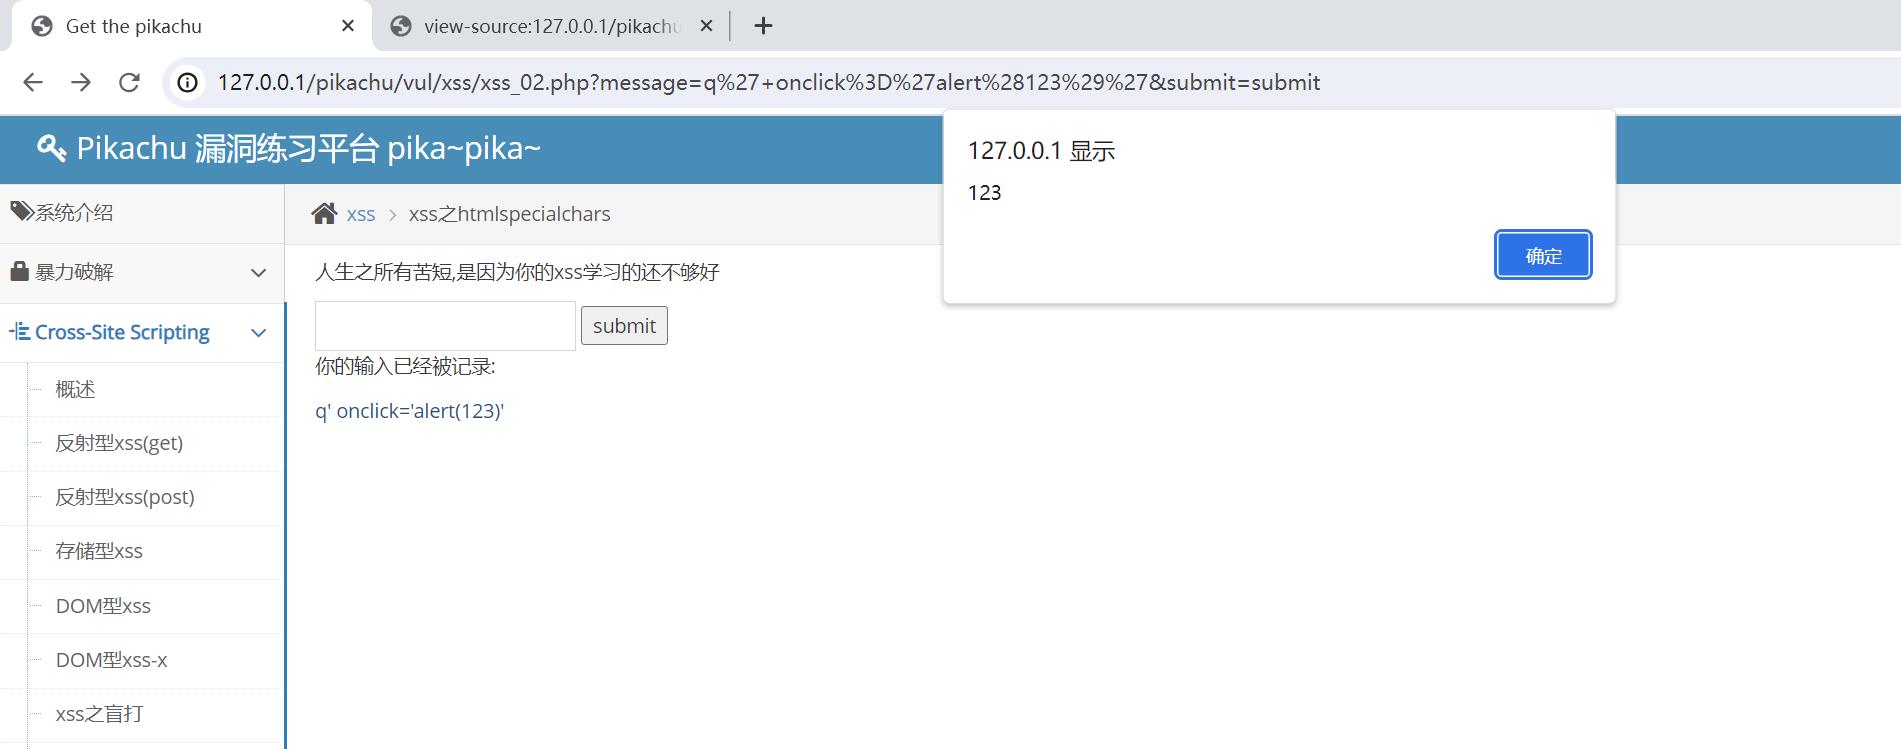 Get the pikachu
view-source:127.0.0.1/pikachu
127.0.0.1/pikachu/vul/xss/xss_02.php?message=q%27+onclick%3D%27alert%28123%29%27&submit=submit
Pikachu 漏洞练习平台 pika~pika~
127.0.0.1 显示
123
确定
系统介绍
暴力破解
Cross-Site Scripting
概述
反射型xss(get)
反射型xss(post)
存储型xss
DOM型xss
DOM型xss-x
xss之盲打
xss > xss之htmlspecialchars
人生之所有苦短,是因为你的xss学习的还不够好
submit
你的输入已经被记录:
q' onclick='alert(123)'